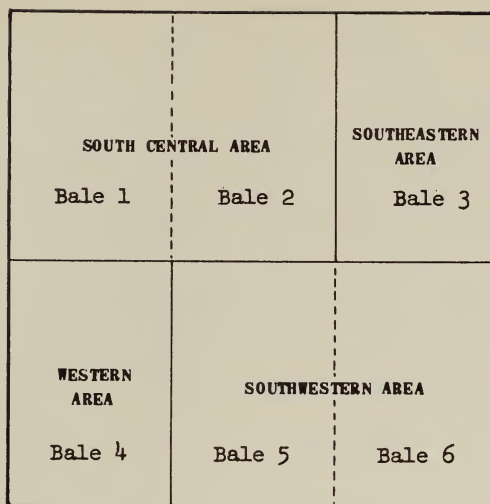 SOUTH CENTRAL AREA
Bale 1
Bale 2
SOUTHEASTERN
AREA
Bale 3
WESTERN
AREA
Bale 4
SOUTHWESTERN AREA
Bale 5
Bale 6